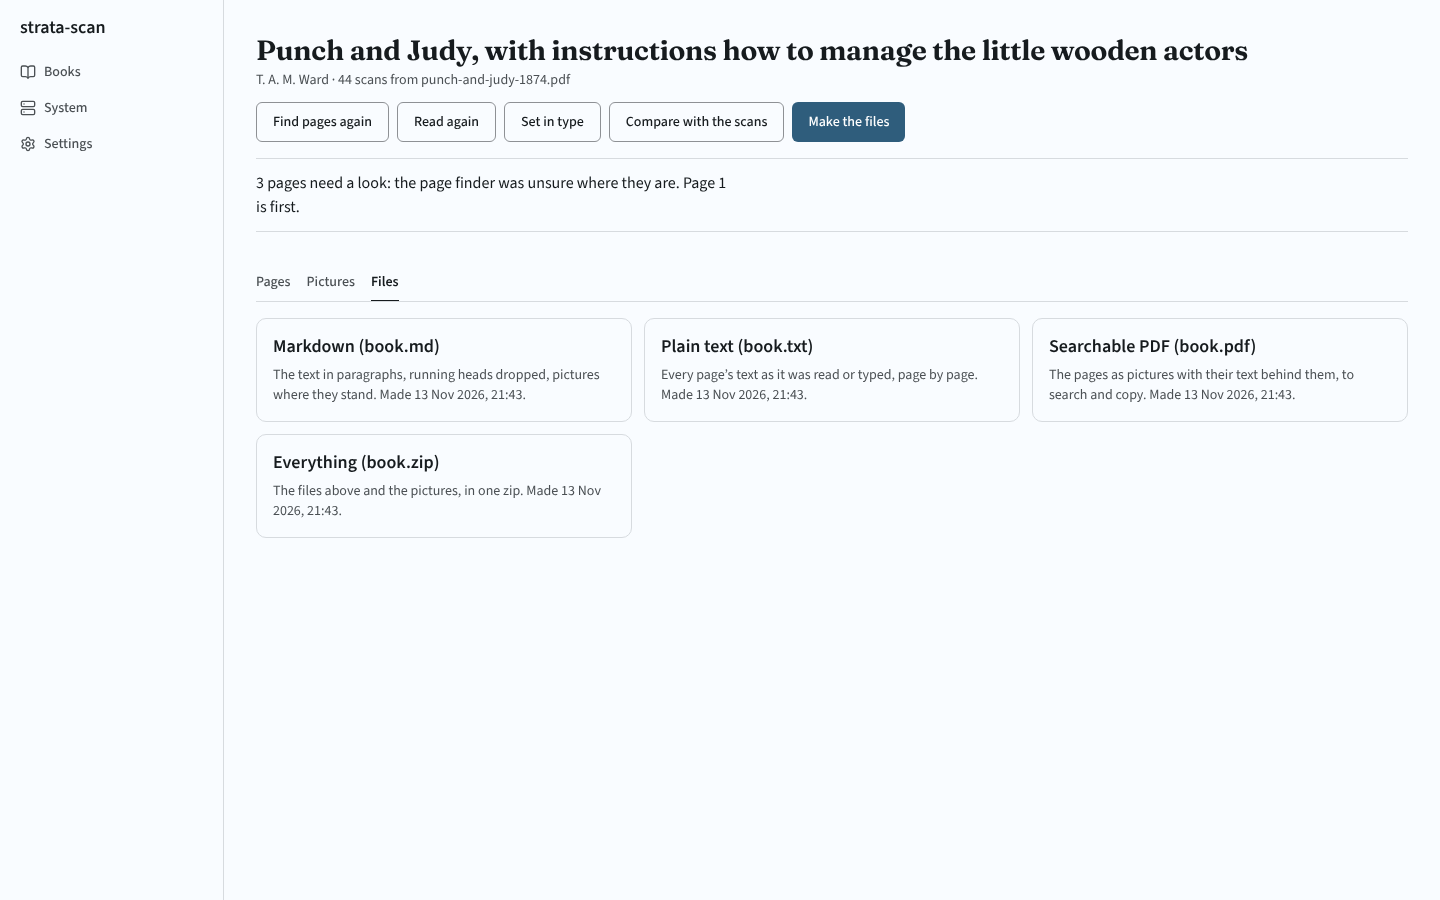 strata-scan
Books
System
Settings
Punch and Judy, with instructions how to manage the little wooden actors
T. A. M. Ward · 44 scans from punch-and-judy-1874.pdf
Find pages again
Read again
Set in type
Compare with the scans
Make the files
3 pages need a look: the page finder was unsure where they are. Page 1
is first.
Pages
Pictures
Files
Markdown (book.md)
The text in paragraphs, running heads dropped, pictures
where they stand. Made 13 Nov 2026, 21:43.
Plain text (book.txt)
Every page’s text as it was read or typed, page by page.
Made 13 Nov 2026, 21:43.
Searchable PDF (book.pdf)
The pages as pictures with their text behind them, to
search and copy. Made 13 Nov 2026, 21:43.
Everything (book.zip)
The files above and the pictures, in one zip. Made 13 Nov
2026, 21:43.